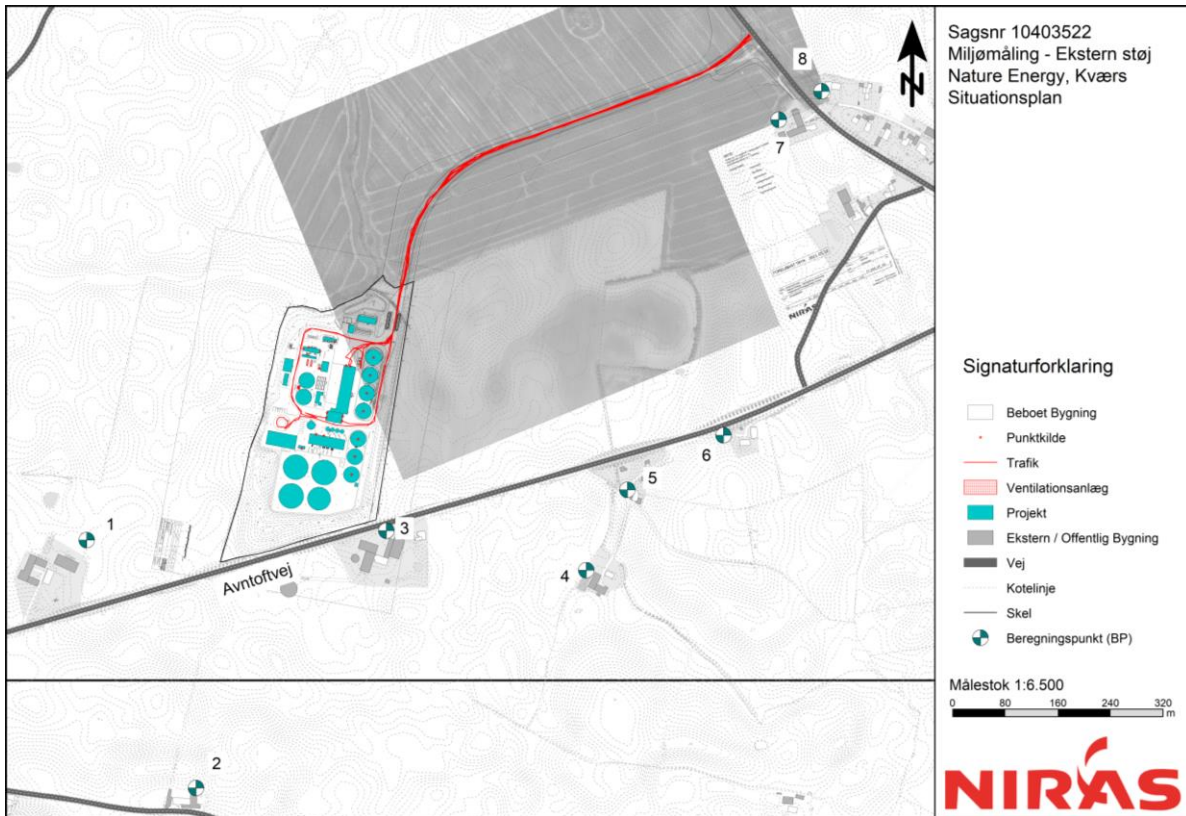 Sagsnr 10403522
Miljømåling - Ekstern støj
Nature Energy, Kværs
Situationsplan
N
8
7
6
5
4
3
1
2
Avntoftvej
NIRAS
Signaturforklaring
Beboet Bygning
Punktkilde
Trafik
Ventilationsanlæg
Projekt
Ekstern / Offentlig Bygning
Vej
Kotelinje
Skel
Beregningspunkt (BP)
Målestok 1:6.500
0 80 160 240 320
m
NIRAS